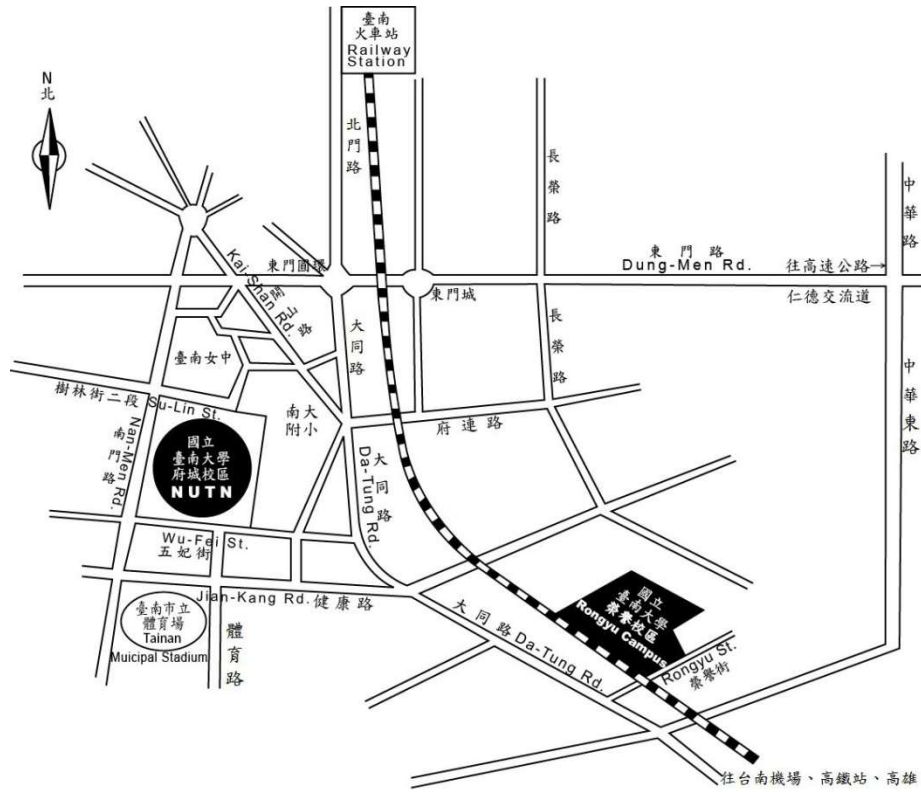 臺南
火車站
Railway
Station
N
北
北門路
長榮路
中華路
東門路
Dung-Men Rd.
往高速公路→
仁德交流道
東門圓環
東門城
Kai-Shan Rd.
開山路
大同路
長榮路
臺南女中
中華東路
樹林街二段
Su-Lin St.
南大
附小
府連路
Nan-Men Rd.
南門路
國立
臺南大學
府城校區
NUTN
大同路
Da-Tung Rd.
Wu-Fei St.
五妃街
Jian-Kang Rd. 健康路
臺南市立
體育場
Tainan
Muicipal Stadium
體育路
大同路 Da-Tung Rd.
國立
臺南大學
榮譽校區
Rongyu Campus
Rongyu St.
榮譽街
往台南機場、高鐵站、高雄